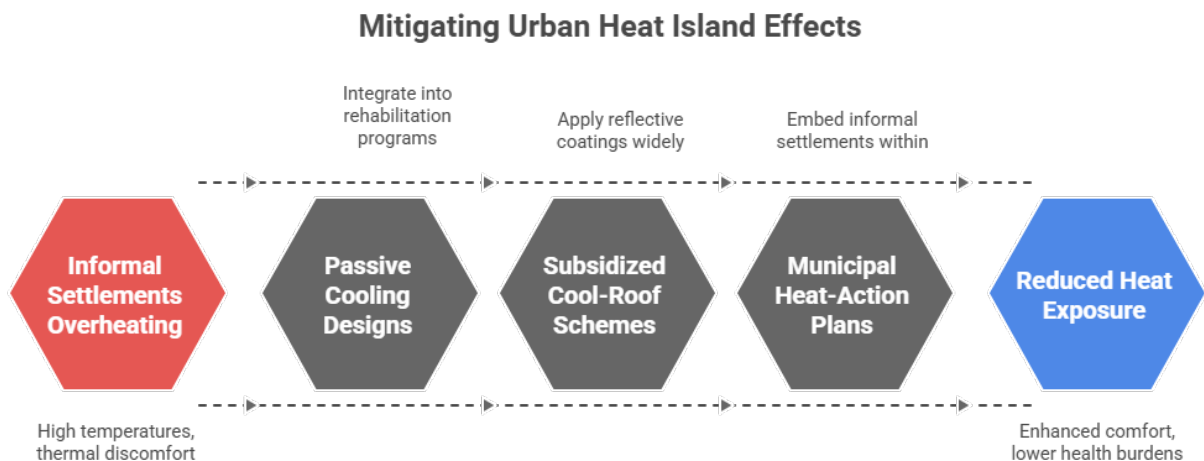 Mitigating Urban Heat Island Effects
Integrate into
rehabilitation
programs
Apply reflective
coatings widely
Embed informal
settlements within
Informal
Settlements
Overheating
Passive
Cooling
Designs
Subsidized
Cool-Roof
Schemes
Municipal
Heat-Action
Plans
Reduced Heat
Exposure
High temperatures,
thermal discomfort
Enhanced comfort,
lower health burdens